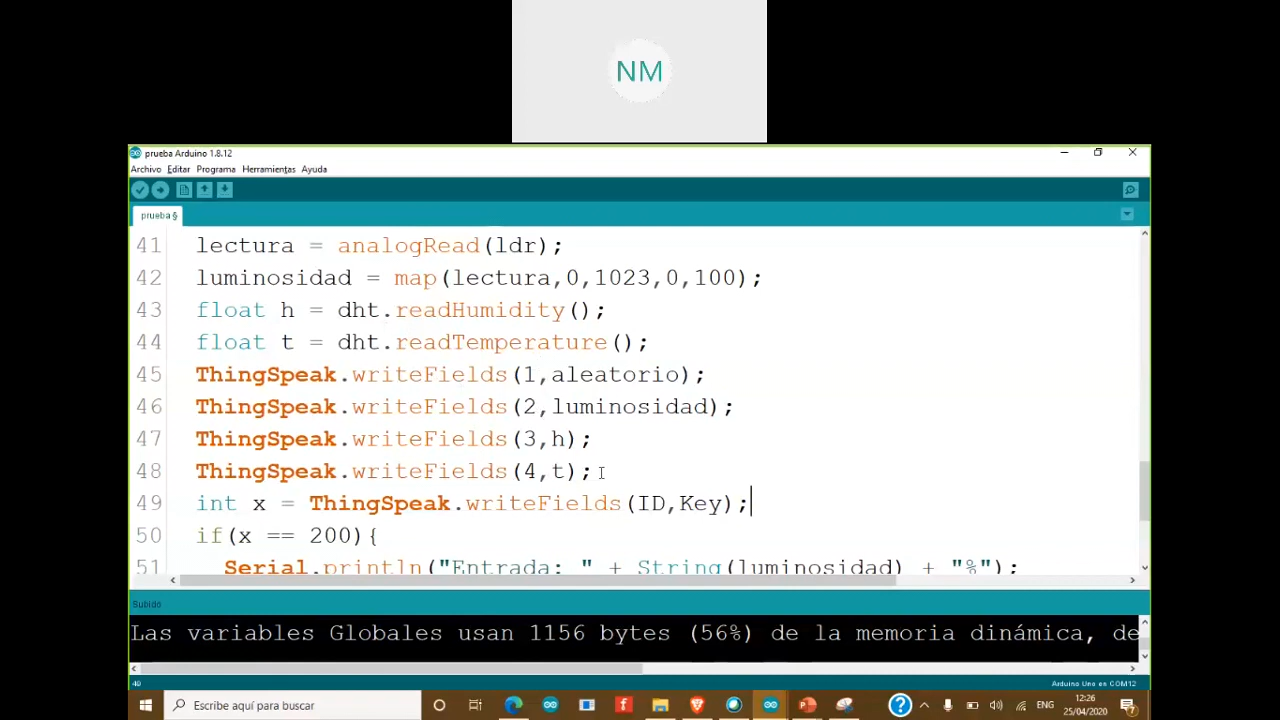 NM
prueba Arduino 1.8.12
Archivo Editar Programa Herramientas Ayuda
prueba §
41 lectura = analogRead(ldr);
42 luminosidad = map(lectura,0,1023,0,100);
43 float h = dht.readHumidity();
44 float t = dht.readTemperature();
45 ThingSpeak.writeFields(1,aleatorio);
46 ThingSpeak.writeFields(2,luminosidad);
47 ThingSpeak.writeFields(3,h);
48 ThingSpeak.writeFields(4,t);
49 int x = ThingSpeak.writeFields(ID,Key);
50 if(x == 200){
51 Serial.println("Entrada: " + String(luminosidad) + "%");
Subido
Las variables Globales usan 1156 bytes (56%) de la memoria dinámica, de
49 Arduino Uno en COM12
Escribe aquí para buscar
ENG
12:26
25/04/2020